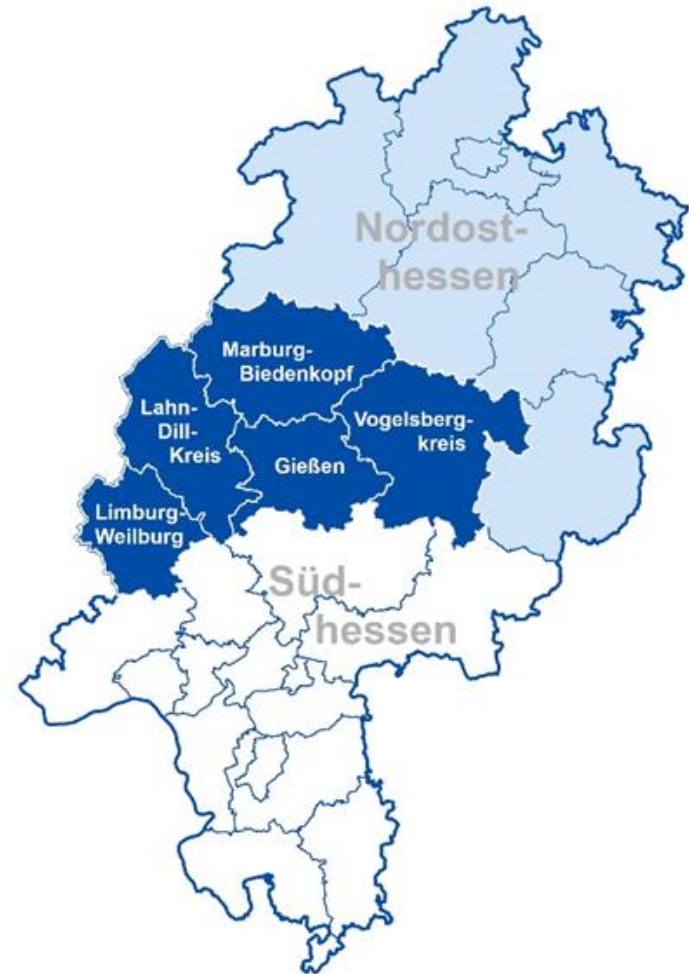 Nordost-
hessen
Marburg-
Biedenkopf
Lahn-
Dill-
Kreis
Vogelsberg-
kreis
Gießen
Limburg-
Weilburg
Süd-
hessen